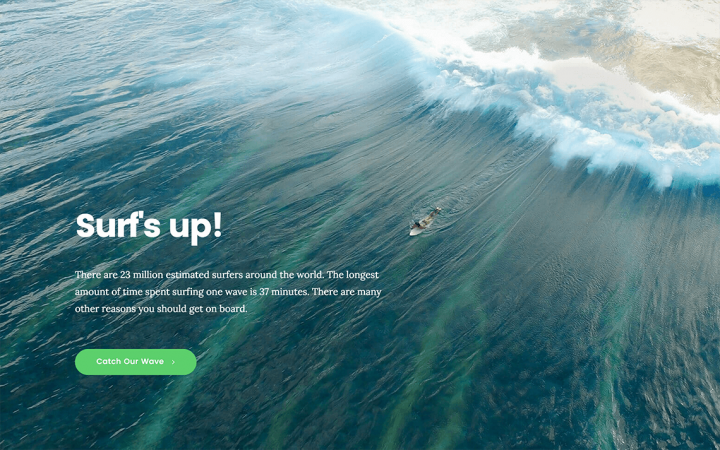 Surf's up!
There are 23 million estimated surfers around the world. The longest
amount of time spent surfing one wave is 37 minutes. There are many
other reasons you should get on board.
Catch Our Wave